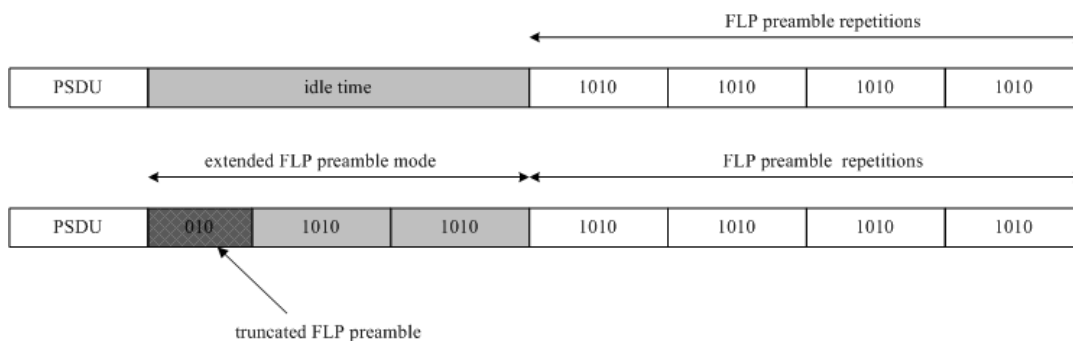 FLP preamble repetitions
PSDU idle time 1010 1010 1010 1010
extended FLP preamble mode FLP preamble repetitions
PSDU 010 1010 1010 1010 1010 1010 1010
truncated FLP preamble